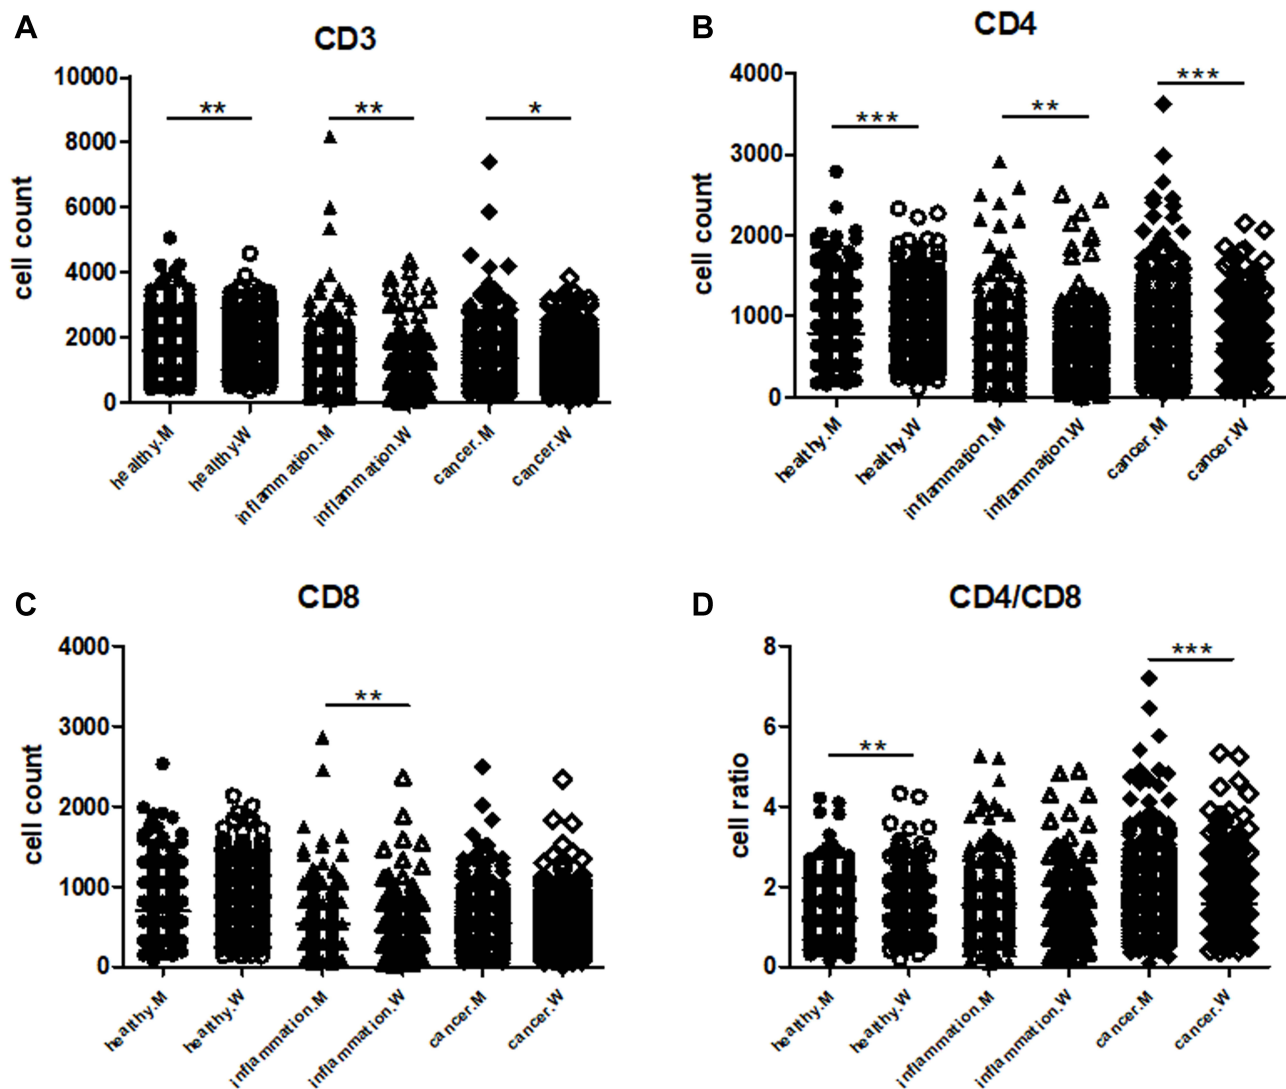 A
CD3
cell count
10000
8000
6000
4000
2000
0
**
**
*
healthy.M
healthy.W
inflammation.M
inflammation.W
cancer.M
cancer.W
B
CD4
cell count
4000
3000
2000
1000
0
***
**
***
healthy.M
healthy.W
inflammation.M
inflammation.W
cancer.M
cancer.W
C
CD8
cell count
4000
3000
2000
1000
0
**
healthy.M
healthy.W
inflammation.M
inflammation.W
cancer.M
cancer.W
D
CD4/CD8
cell ratio
8
6
4
2
0
**
***
healthy.M
healthy.W
inflammation.M
inflammation.W
cancer.M
cancer.W